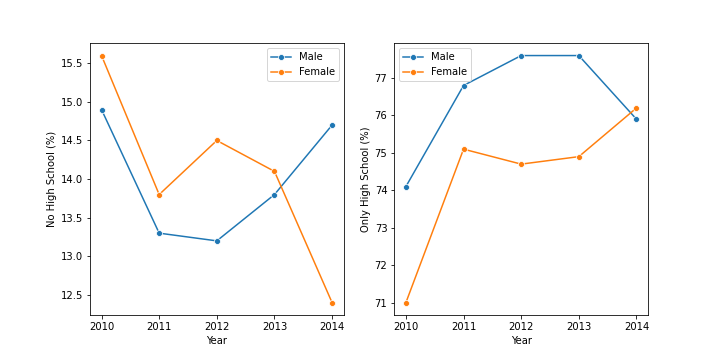 No High School (%)
15.5
15.0
14.5
14.0
13.5
13.0
12.5
2010 2011 2012 2013 2014
Year
Male
Female
Only High School (%)
77
76
75
74
73
72
71
2010 2011 2012 2013 2014
Year
Male
Female